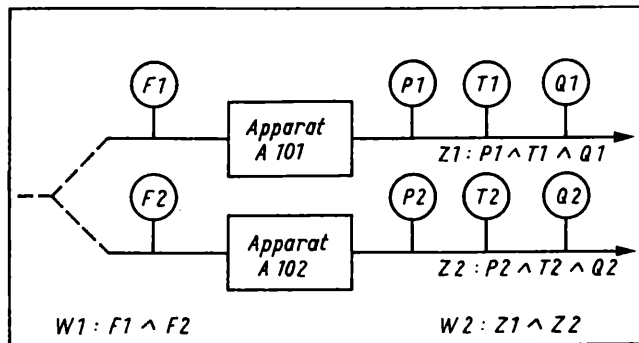 F1
P1 T1 Q1
Apparat
A 101
Z1 : P1 ∧ T1 ∧ Q1
F2
P2 T2 Q2
Apparat
A 102
Z2 : P2 ∧ T2 ∧ Q2
W1 : F1 ∧ F2
W2 : Z1 ∧ Z2